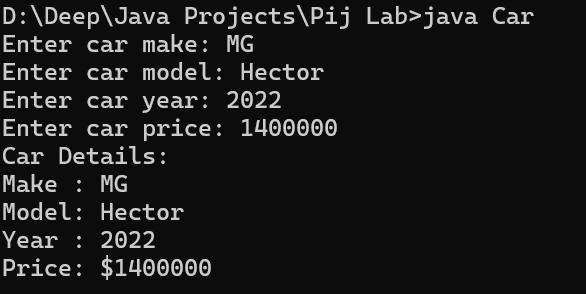 D:\Deep\Java Projects\Pij Lab>java Car
Enter car make: MG
Enter car model: Hector
Enter car year: 2022
Enter car price: 1400000
Car Details:
Make : MG
Model: Hector
Year : 2022
Price: $1400000